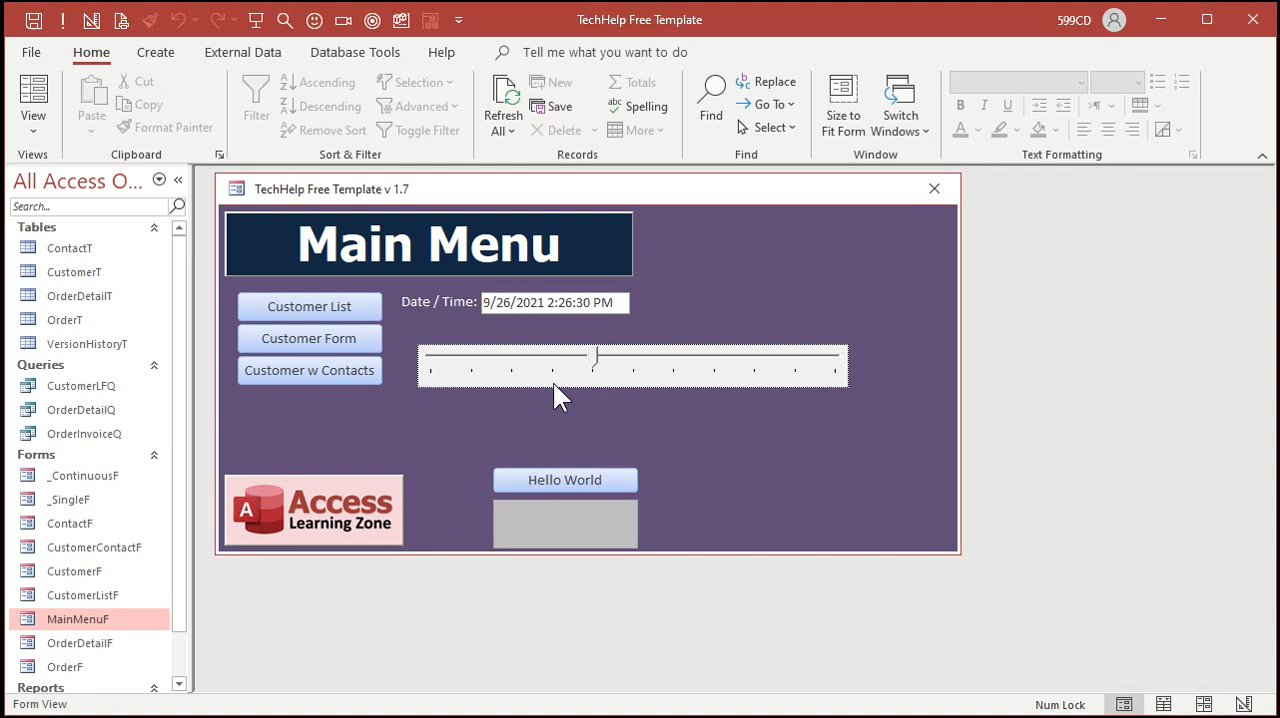 TechHelp Free Template
599CD
File Home Create External Data Database Tools Help Tell me what you want to do
View
Views
Paste
Cut
Copy
Format Painter
Clipboard
Filter
Ascending
Descending
Remove Sort
Selection
Advanced
Toggle Filter
Sort & Filter
Refresh
All
New
Save
Delete
Totals
Spelling
More
Records
Find
Replace
Go To
Select
Find
Size to
Fit Form
Switch
Windows
Window
B I U
A
Text Formatting
All Access O...
Search...
Tables
ContactT
CustomerT
OrderDetailT
OrderT
VersionHistoryT
Queries
CustomerLFQ
OrderDetailQ
OrderInvoiceQ
Forms
_ContinuousF
_SingleF
ContactF
CustomerContactF
CustomerF
CustomerListF
MainMenuF
OrderDetailF
OrderF
Reports
TechHelp Free Template v 1.7
Main Menu
Customer List
Customer Form
Customer w Contacts
Date / Time: 9/26/2021 2:26:30 PM
A Access
Learning Zone
Hello World
Form View
Num Lock